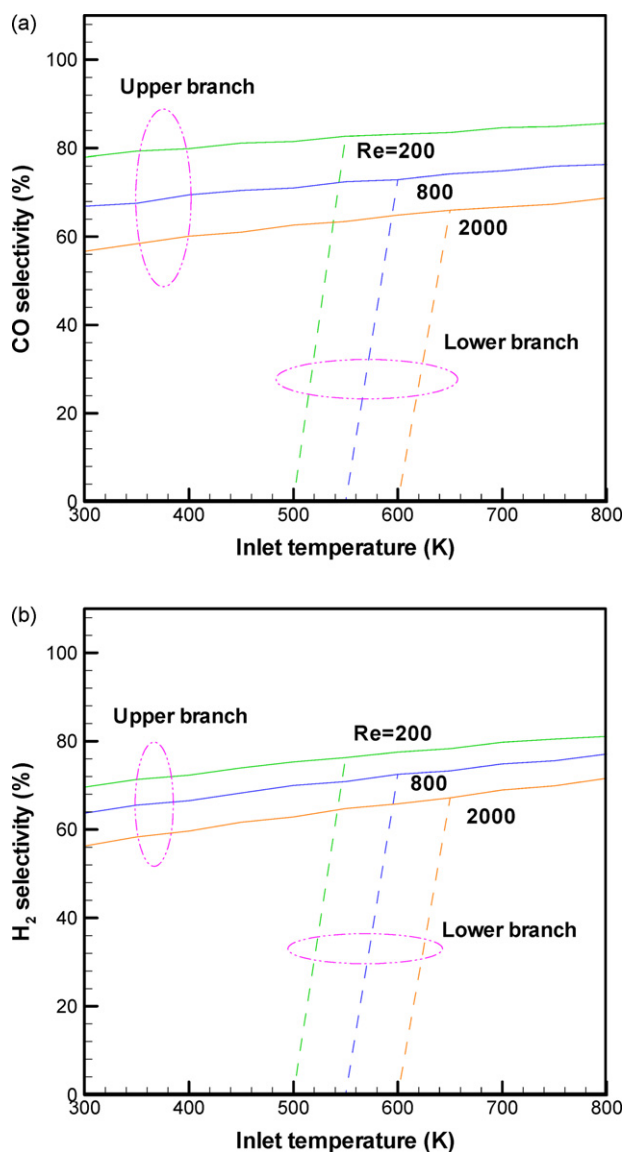 (a)
100
80
60
40
20
0
CO selectivity (%)
Upper branch
Re=200
800
2000
Lower branch
300 400 500 600 700 800
Inlet temperature (K)
(b)
100
80
60
40
20
0
H2 selectivity (%)
Upper branch
Re=200
800
2000
Lower branch
300 400 500 600 700 800
Inlet temperature (K)